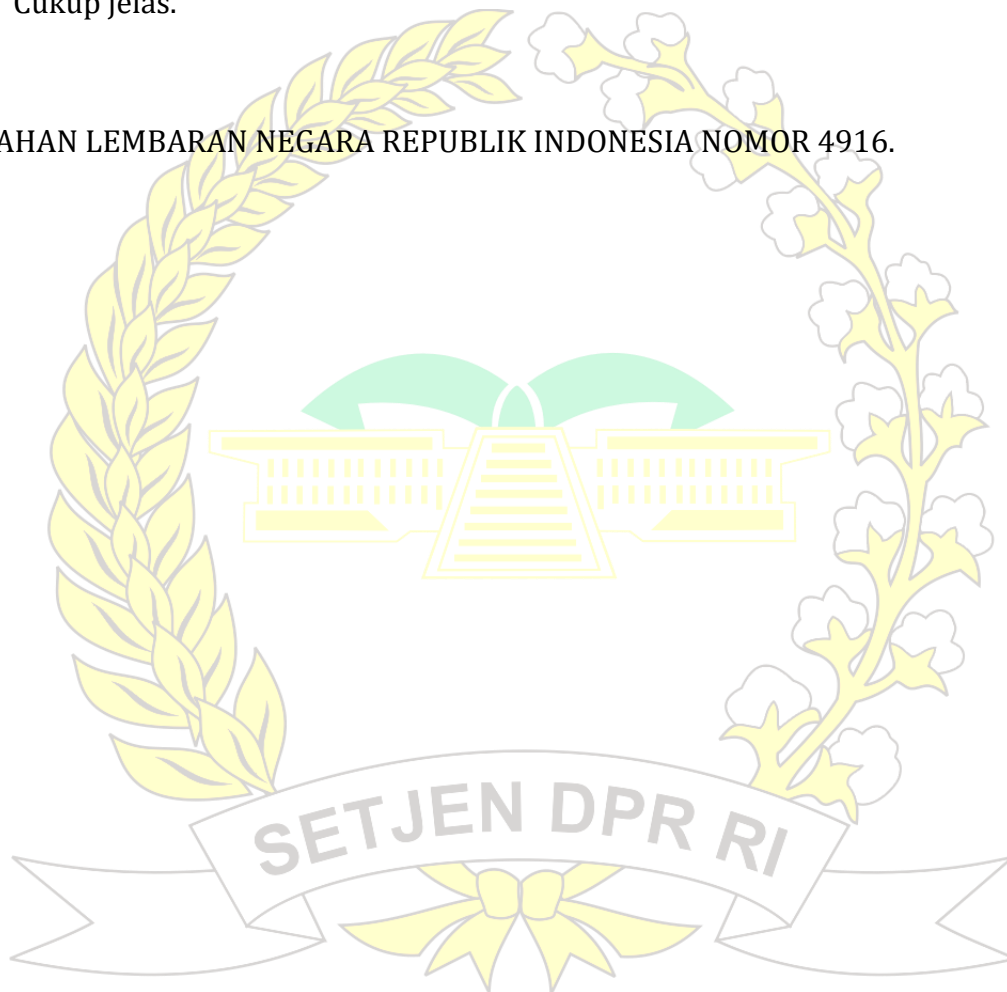 Cukup jelas.
AHAN LEMBARAN NEGARA REPUBLIK INDONESIA NOMOR 4916.
SETJEN DPR RI